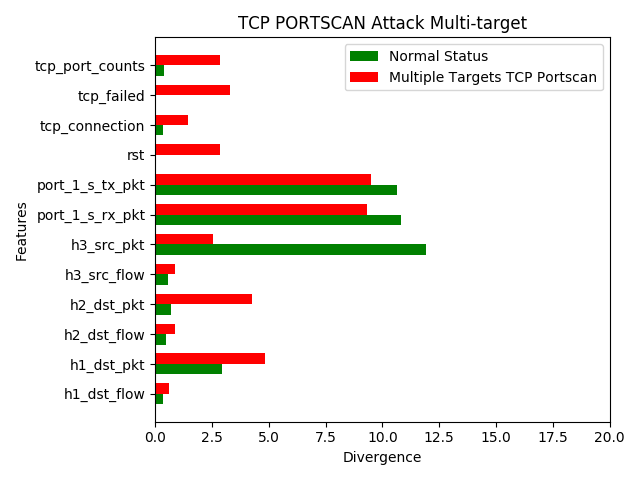 TCP PORTSCAN Attack Multi-target
Normal Status
Multiple Targets TCP Portscan
Features
tcp_port_counts
tcp_failed
tcp_connection
rst
port_1_s_tx_pkt
port_1_s_rx_pkt
h3_src_pkt
h3_src_flow
h2_dst_pkt
h2_dst_flow
h1_dst_pkt
h1_dst_flow
0.0 2.5 5.0 7.5 10.0 12.5 15.0 17.5 20.0
Divergence